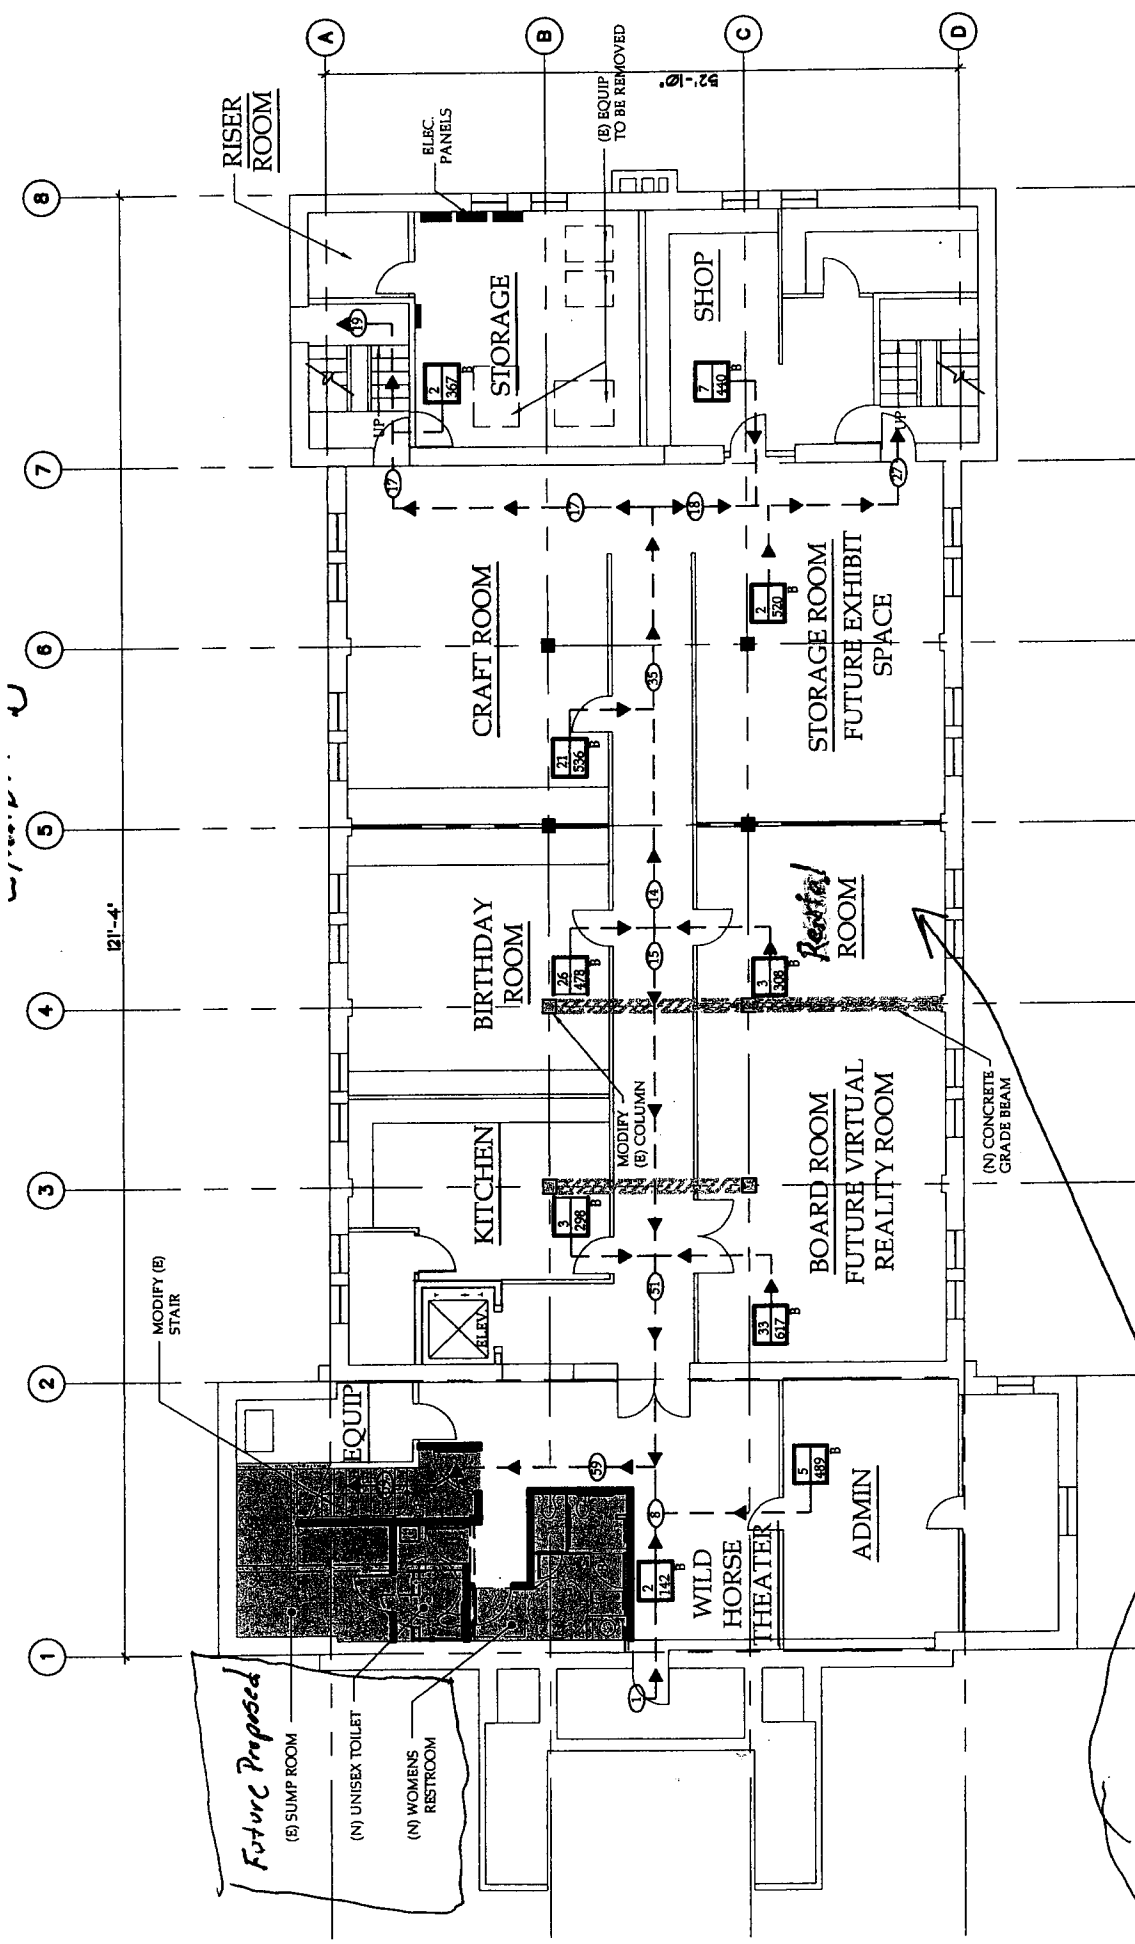 8
7
6
5
4
3
2
1
A
B
C
D
121'-4"
52'-10"
RISER
ROOM
ELEC.
PANELS
(E) EQUIP
TO BE REMOVED
STORAGE
2
367
B
19
UP
SHOP
7
440
B
UP
27
17
17
18
CRAFT ROOM
21
536
B
35
STORAGE ROOM
FUTURE EXHIBIT
SPACE
2
520
B
BIRTHDAY
ROOM
26
478
B
14
15
ROOM
3
308
B
MODIFY
(E) COLUMN
(N) CONCRETE
GRADE BEAM
KITCHEN
3
298
B
ELEV.
51
BOARD ROOM
FUTURE VIRTUAL
REALITY ROOM
33
617
B
MODIFY (E)
STAIR
EQUIP
59
8
2
142
B
WILD
HORSE
THEATER
ADMIN
5
489
B
1
Future Proposed
(E) SUMP ROOM
(N) UNISEX TOILET
(N) WOMENS
RESTROOM